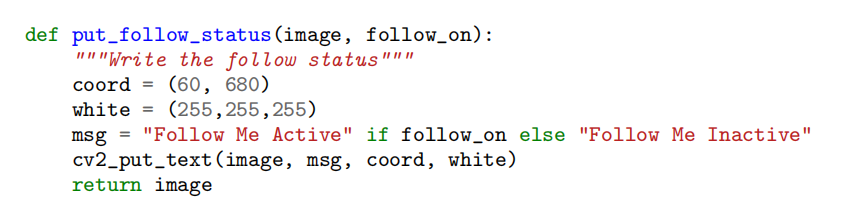 def put_follow_status(image, follow_on):
    """Write the follow status"""
    coord = (60, 680)
    white = (255,255,255)
    msg = "Follow Me Active" if follow_on else "Follow Me Inactive"
    cv2_put_text(image, msg, coord, white)
    return image